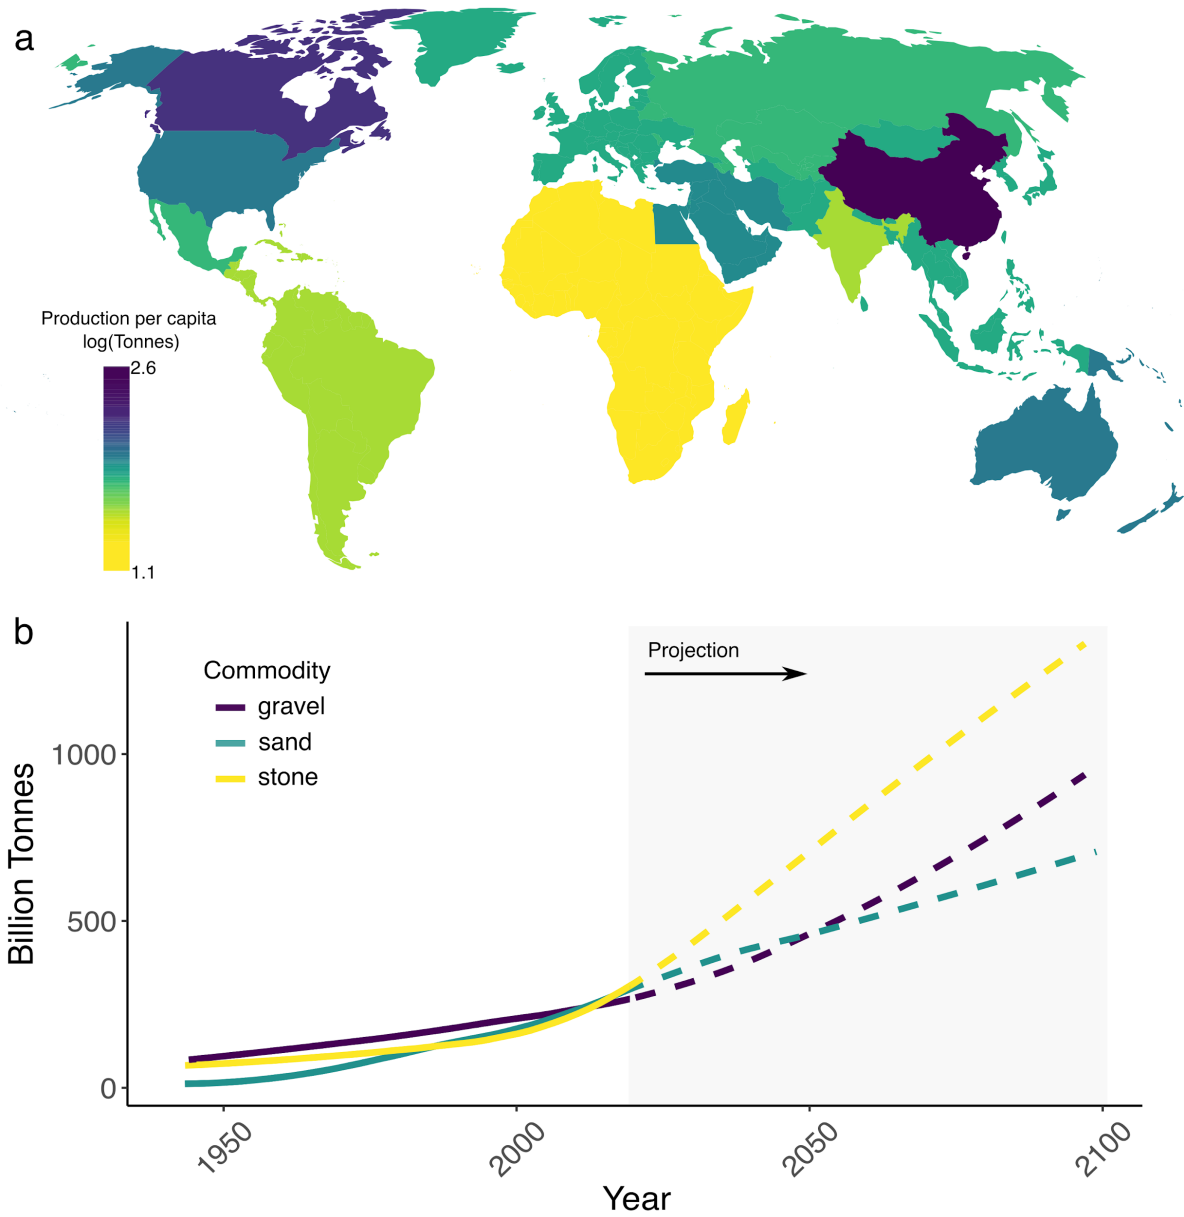 a
Production per capita
log(Tonnes)
2.6
1.1
b
Projection
Commodity
gravel
sand
stone
1000
500
0
Billion Tonnes
1950
2000
2050
2100
Year